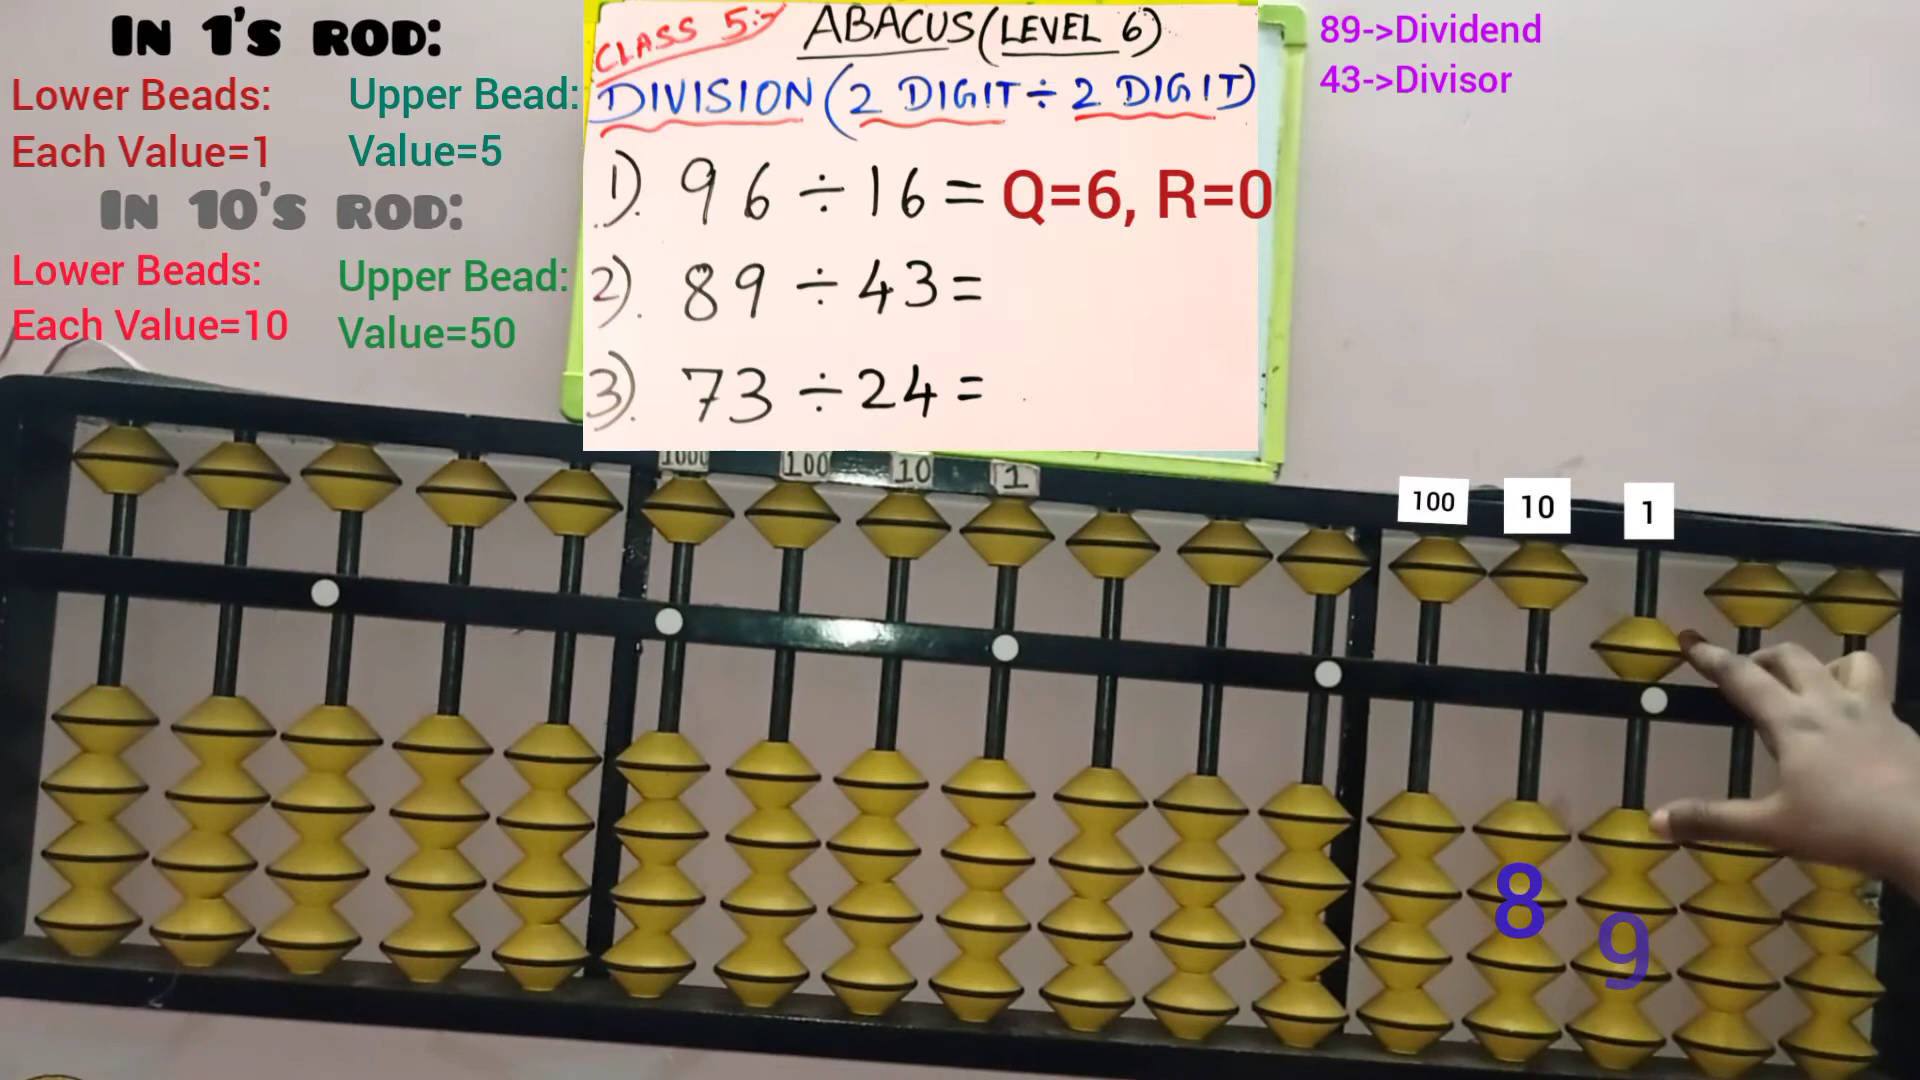 IN 1'S ROD:
Lower Beads: Upper Bead:
Each Value=1 Value=5
IN 10'S ROD:
Lower Beads: Upper Bead:
Each Value=10 Value=50
CLASS 5:- ABACUS (LEVEL 6)
DIVISION (2 DIGIT ÷ 2 DIGIT)
1). 96 ÷ 16 = Q=6, R=0
2). 89 ÷ 43 =
3). 73 ÷ 24 =
89->Dividend
43->Divisor
1000 100 10 1
100 10 1
8 9